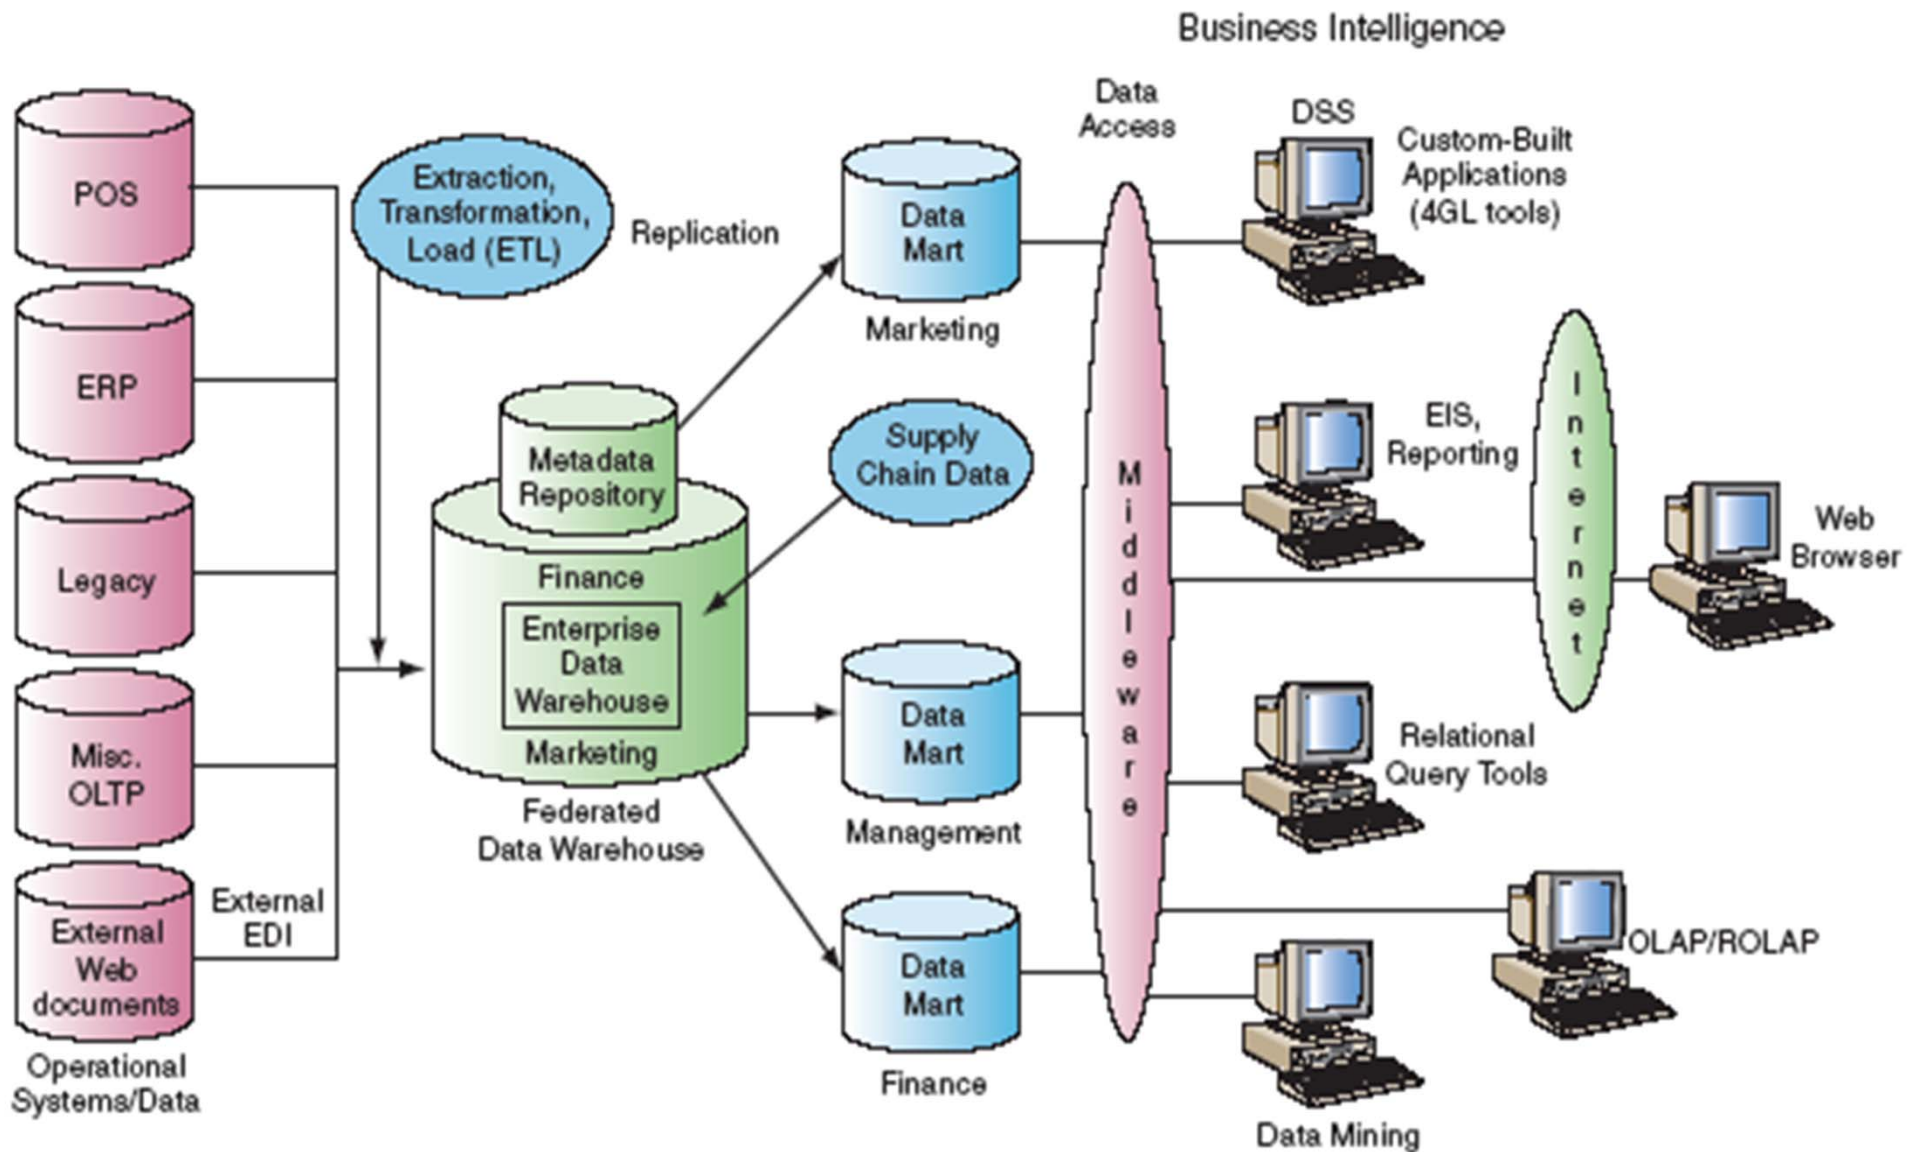 Business Intelligence
POS
ERP
Legacy
Misc.
OLTP
External
Web
documents
External
EDI
Operational
Systems/Data
Extraction,
Transformation,
Load (ETL)
Replication
Metadata
Repository
Finance
Enterprise
Data
Warehouse
Marketing
Federated
Data Warehouse
Supply
Chain Data
Data
Mart
Marketing
Data
Mart
Management
Data
Mart
Finance
Data
Access
Middleware
DSS
Custom-Built
Applications
(4GL tools)
EIS,
Reporting
Internet
Web
Browser
Relational
Query Tools
OLAP/ROLAP
Data Mining